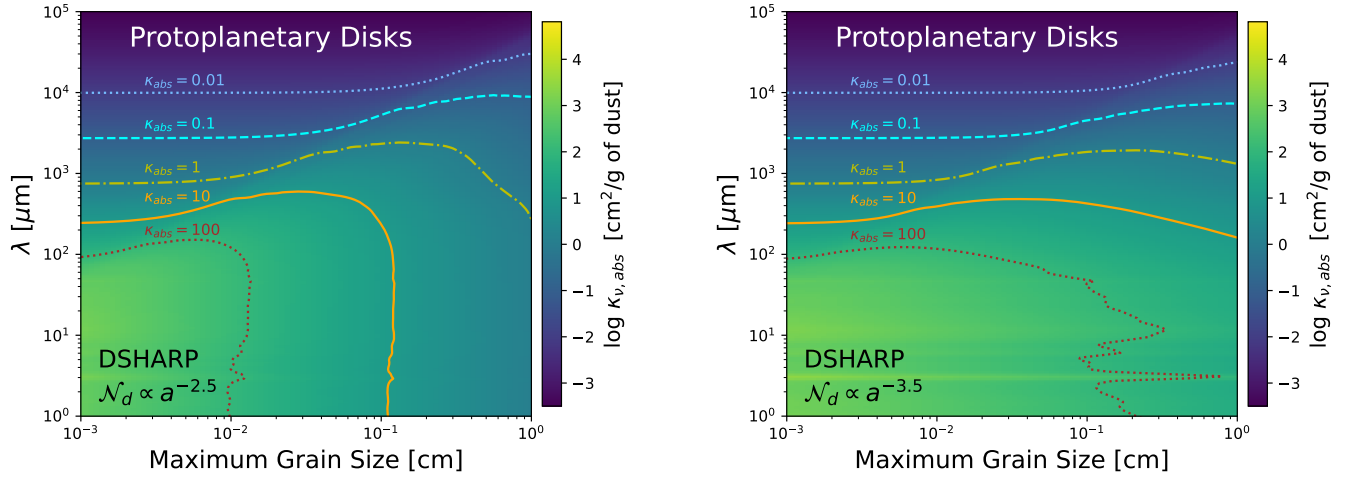 Protoplanetary Disks
κ_abs = 0.01
κ_abs = 0.1
κ_abs = 1
κ_abs = 10
κ_abs = 100
DSHARP
𝒩_d ∝ a^−2.5
10^5
10^4
10^3
10^2
10^1
10^0
λ [μm]
10^−3
10^−2
10^−1
10^0
Maximum Grain Size [cm]
4
3
2
1
0
−1
−2
−3
log κ_ν,abs [cm^2/g of dust]
Protoplanetary Disks
κ_abs = 0.01
κ_abs = 0.1
κ_abs = 1
κ_abs = 10
κ_abs = 100
DSHARP
𝒩_d ∝ a^−3.5
10^5
10^4
10^3
10^2
10^1
10^0
λ [μm]
10^−3
10^−2
10^−1
10^0
Maximum Grain Size [cm]
4
3
2
1
0
−1
−2
−3
log κ_ν,abs [cm^2/g of dust]